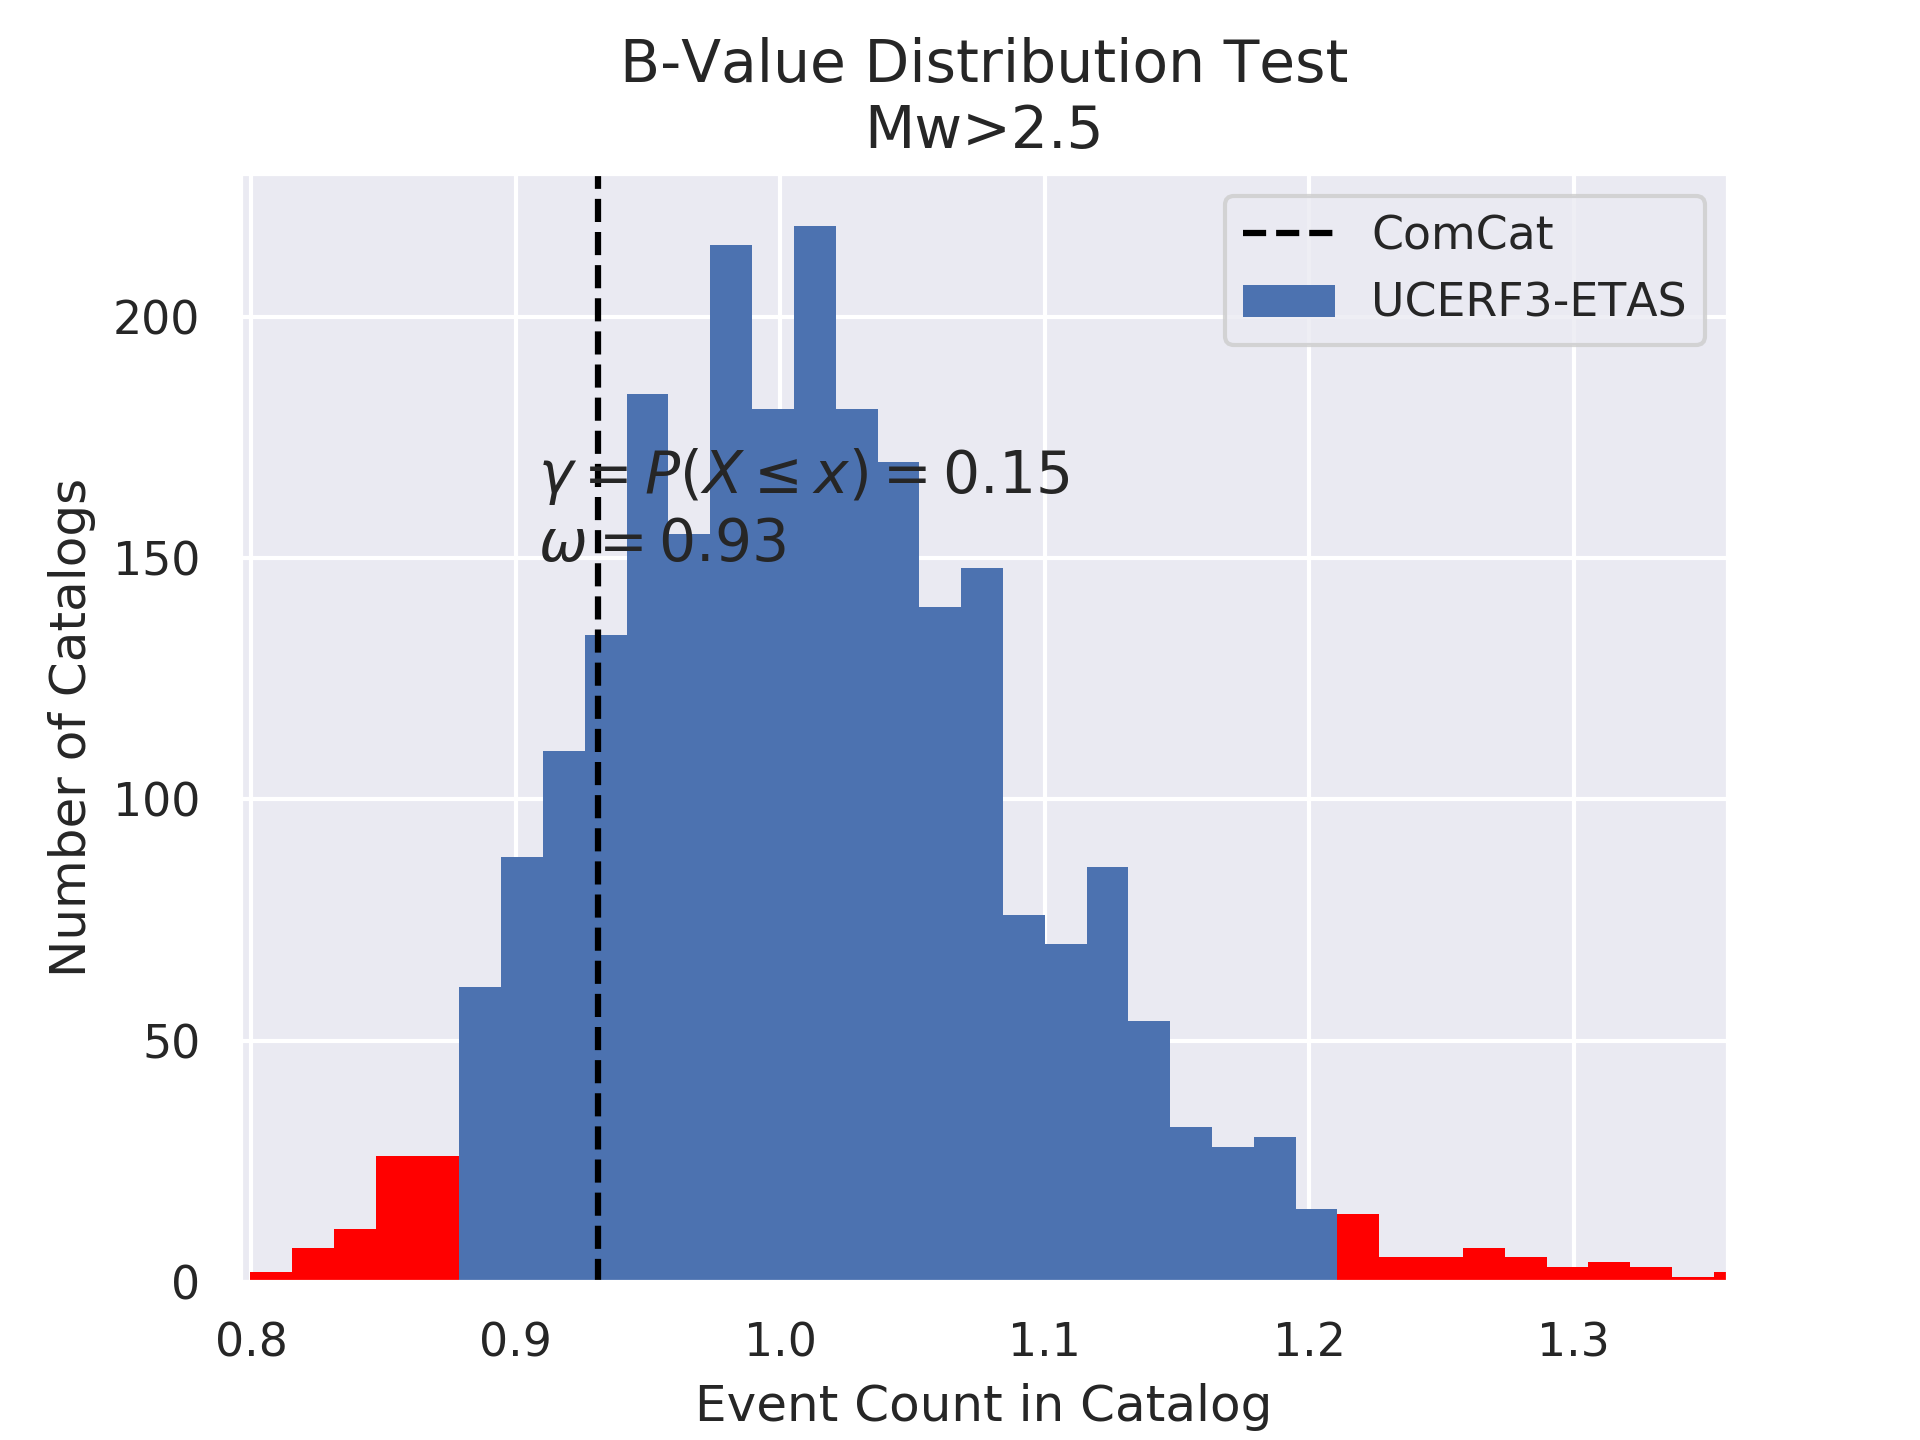 B-Value Distribution Test
Mw>2.5
ComCat
UCERF3-ETAS
γ = P(X ≤ x) = 0.15
ω = 0.93
Number of Catalogs
200
150
100
50
0
0.8 0.9 1.0 1.1 1.2 1.3
Event Count in Catalog